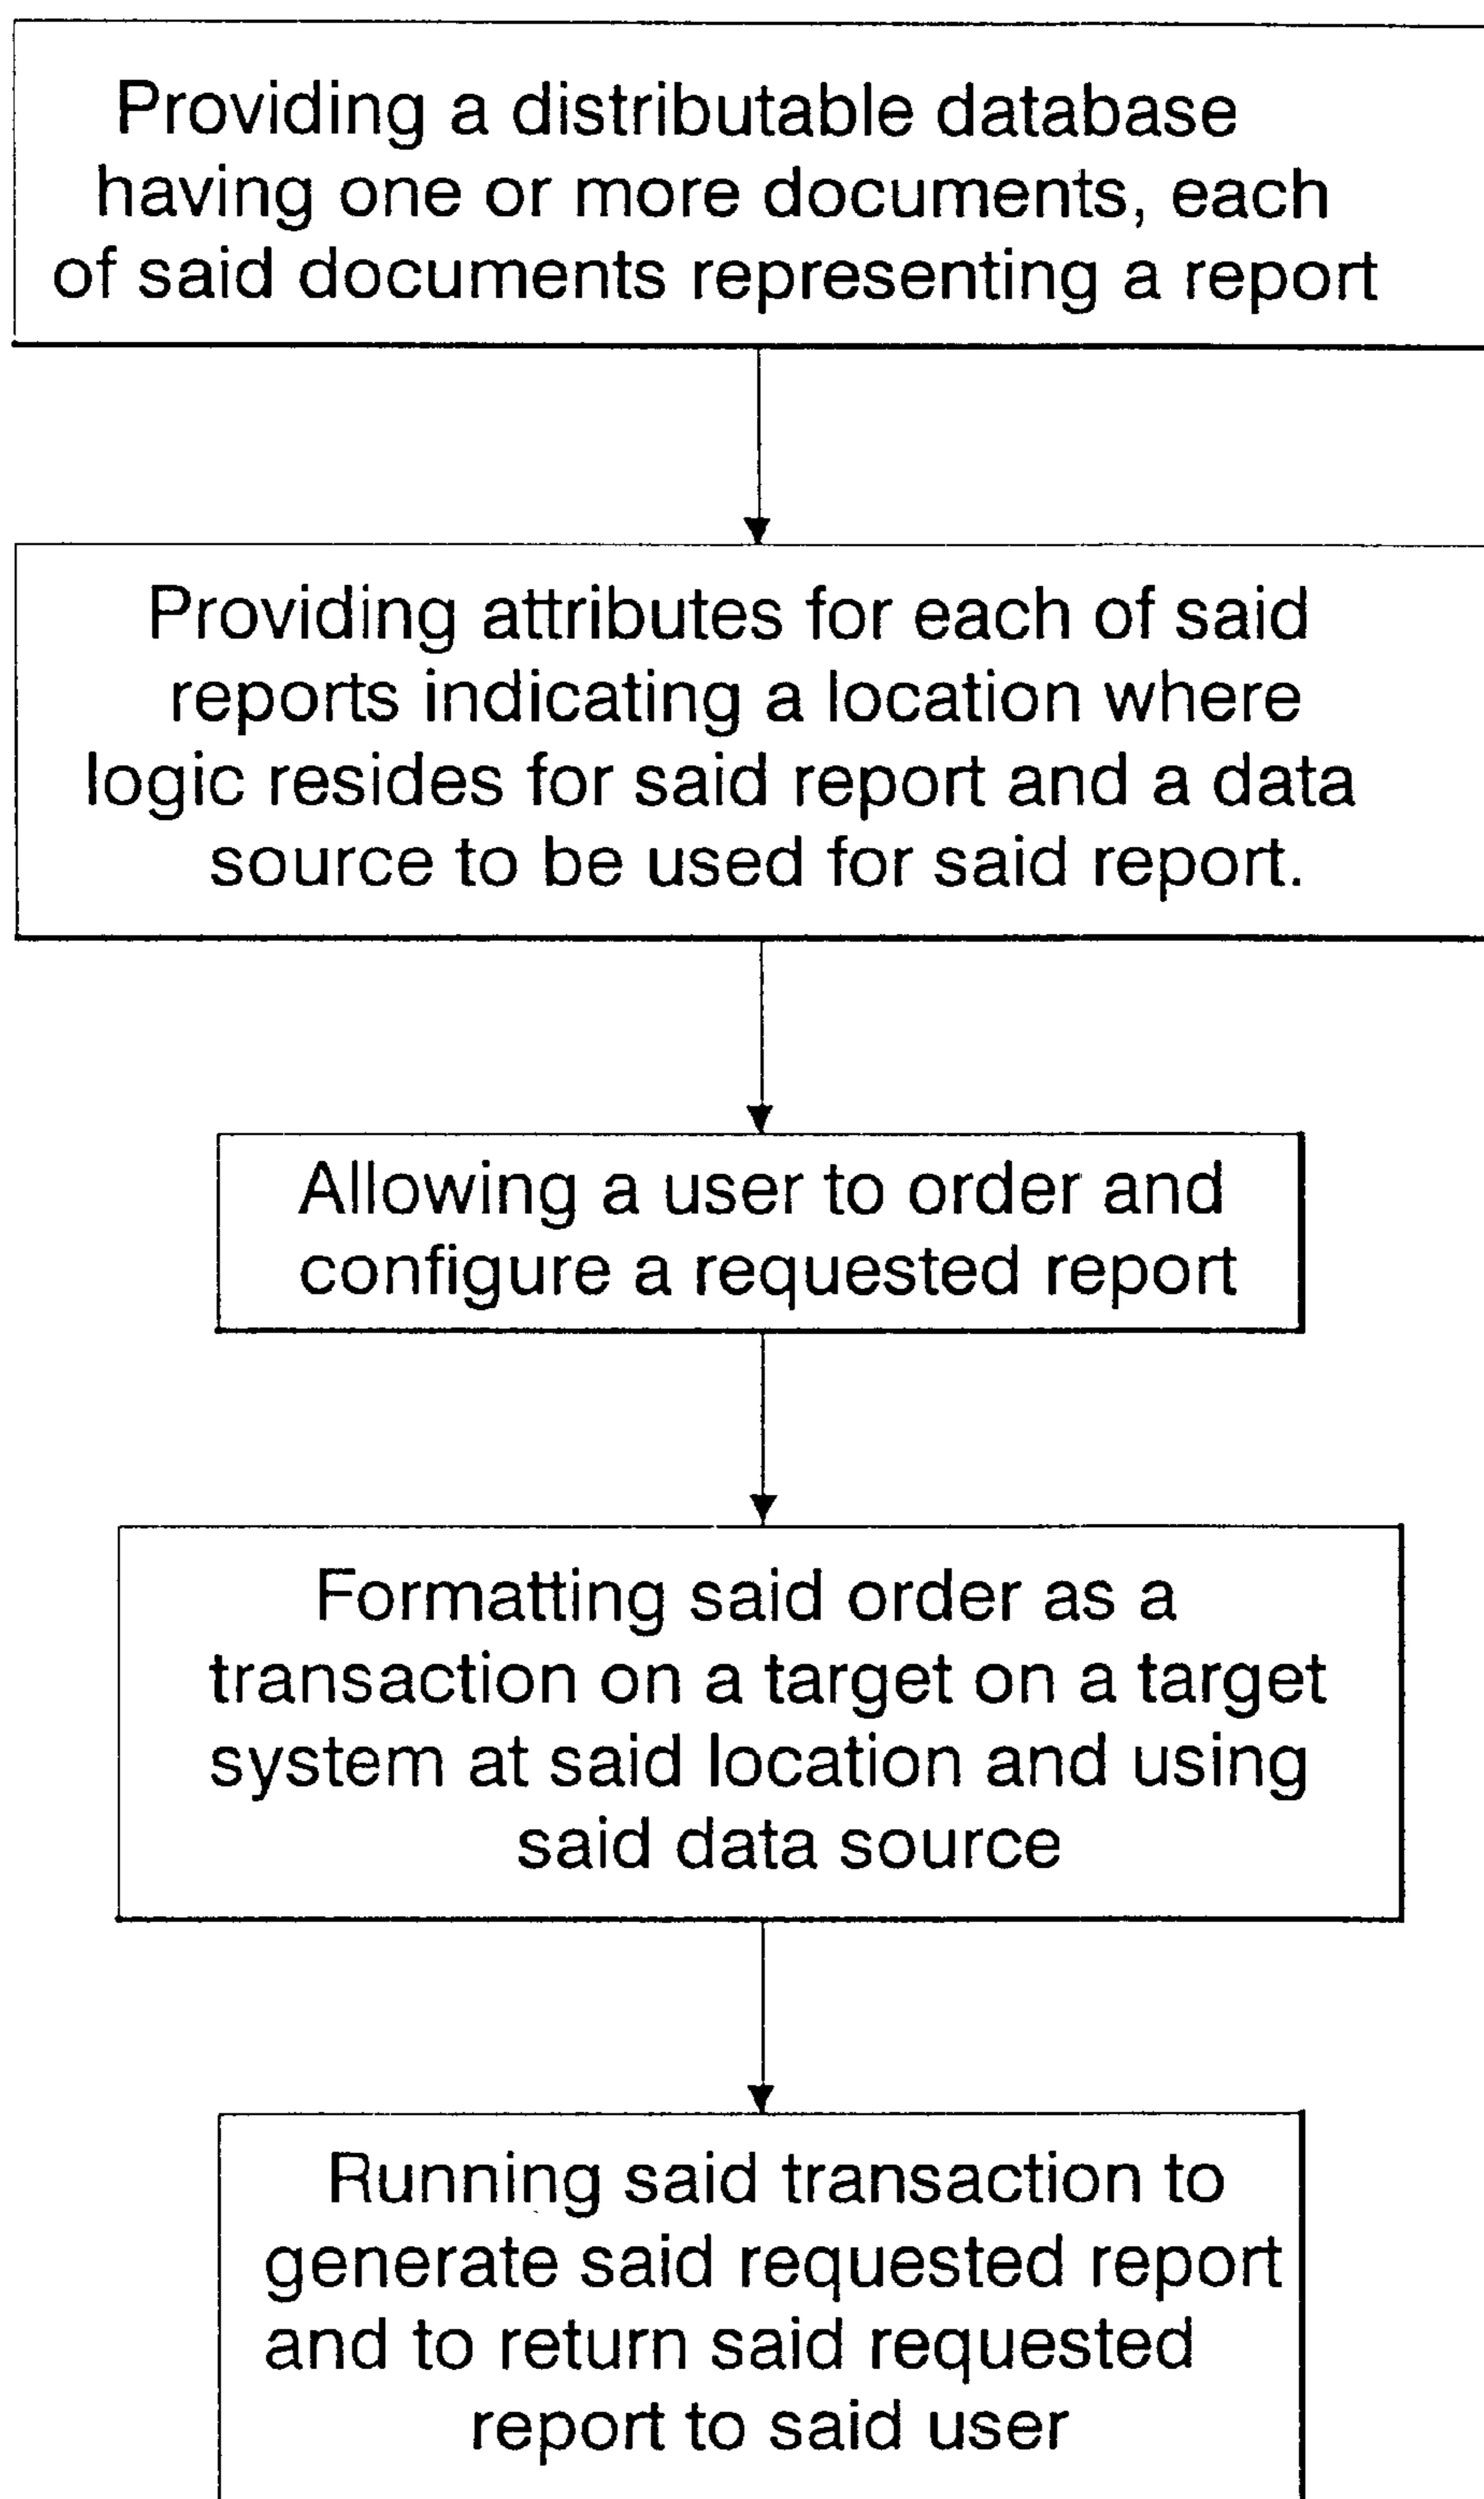 Providing a distributable database
having one or more documents, each
of said documents representing a report
Providing attributes for each of said
reports indicating a location where
logic resides for said report and a data
source to be used for said report.
Allowing a user to order and
configure a requested report
Formatting said order as a
transaction on a target on a target
system at said location and using
said data source
Running said transaction to
generate said requested report
and to return said requested
report to said user